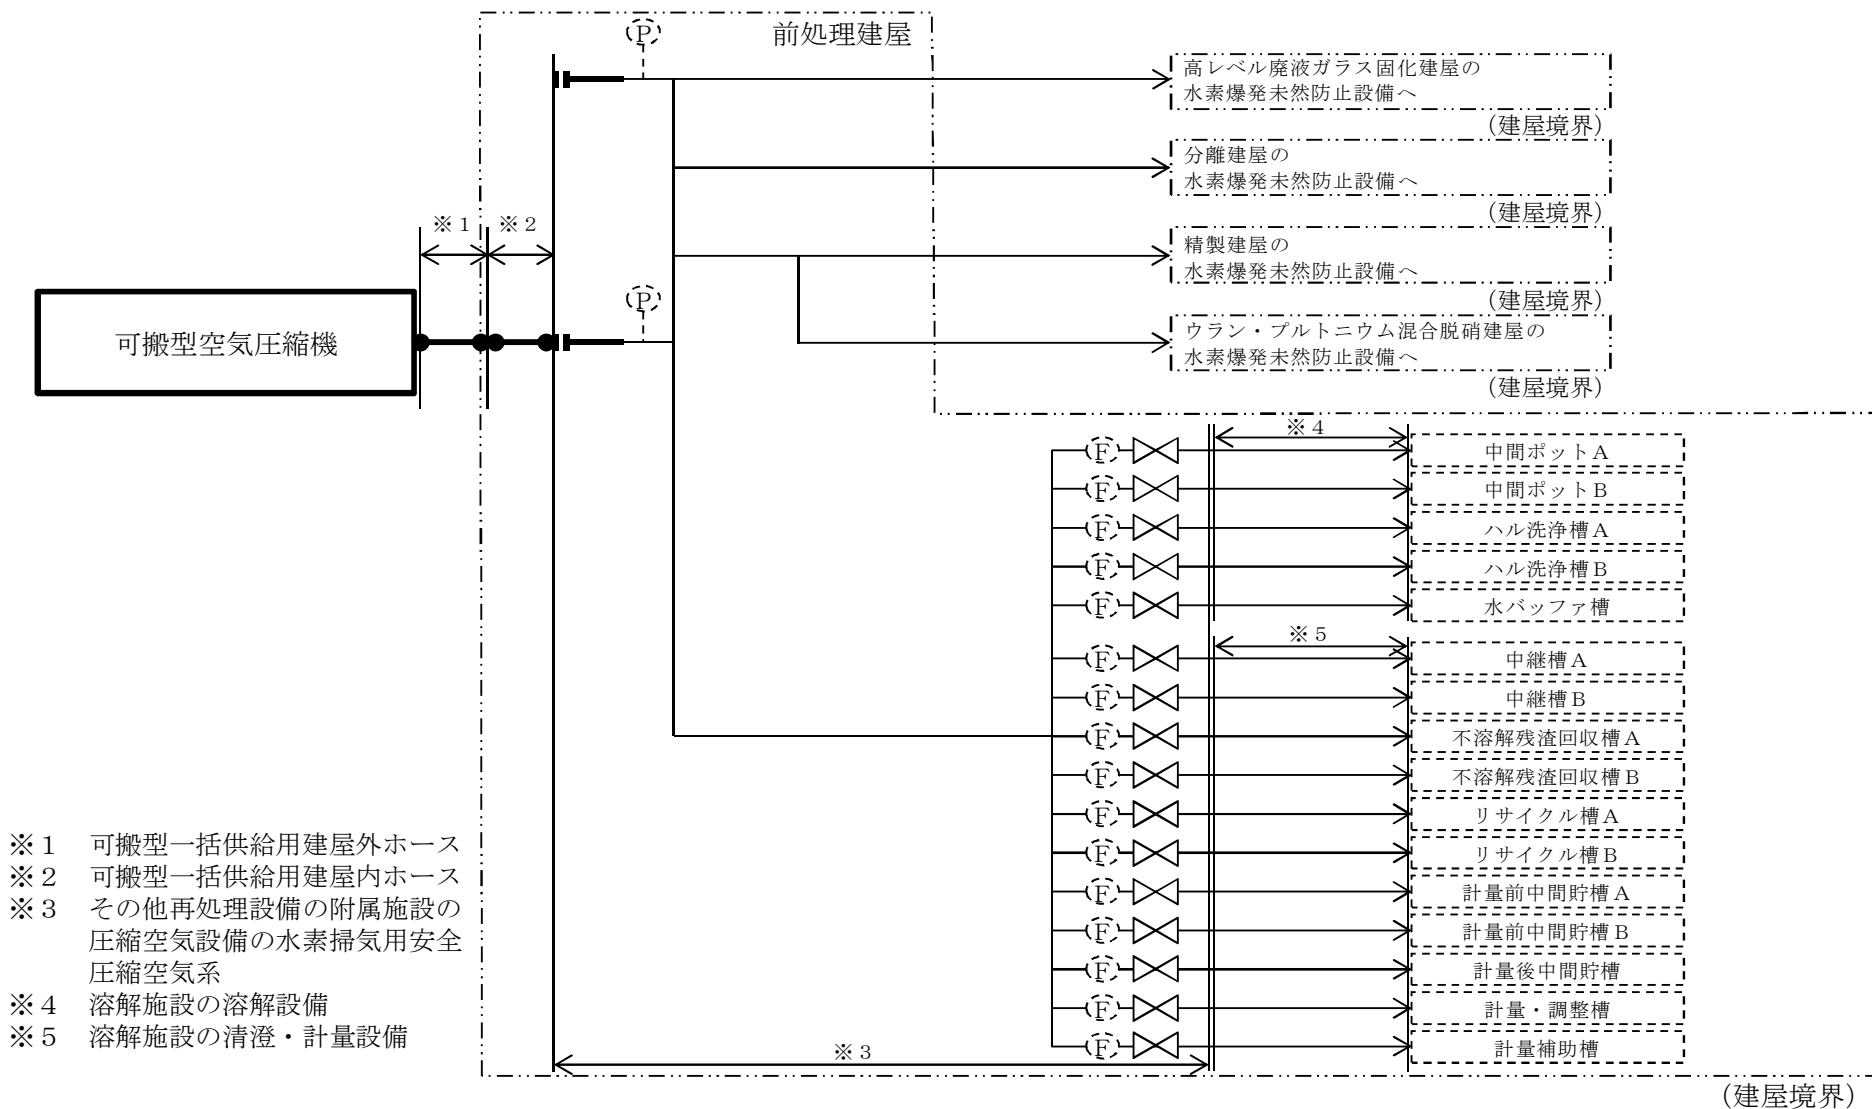 前処理建屋
P
高レベル廃液ガラス固化建屋の
水素爆発未然防止設備へ
(建屋境界)
分離建屋の
水素爆発未然防止設備へ
(建屋境界)
※1
※2
精製建屋の
水素爆発未然防止設備へ
(建屋境界)
P
可搬型空気圧縮機
ウラン・プルトニウム混合脱硝建屋の
水素爆発未然防止設備へ
(建屋境界)
※4
F
中間ポットA
F
中間ポットB
F
ハル洗浄槽A
F
ハル洗浄槽B
F
水バッファ槽
※5
F
中継槽A
F
中継槽B
F
不溶解残渣回収槽A
F
不溶解残渣回収槽B
F
リサイクル槽A
F
リサイクル槽B
F
計量前中間貯槽A
F
計量前中間貯槽B
F
計量後中間貯槽
F
計量・調整槽
F
計量補助槽
※3
※1 可搬型一括供給用建屋外ホース
※2 可搬型一括供給用建屋内ホース
※3 その他再処理設備の附属施設の
圧縮空気設備の水素掃気用安全
圧縮空気系
※4 溶解施設の溶解設備
※5 溶解施設の清澄・計量設備
(建屋境界)